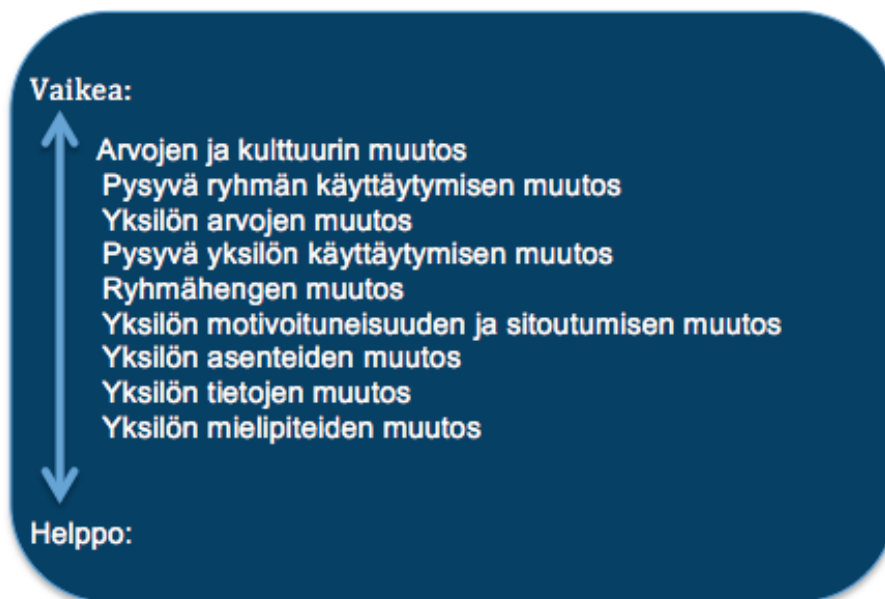 Vaikea:
Arvojen ja kulttuurin muutos
Pysyvä ryhmän käyttäytymisen muutos
Yksilön arvojen muutos
Pysyvä yksilön käyttäytymisen muutos
Ryhmähengen muutos
Yksilön motivoituneisuuden ja sitoutumisen muutos
Yksilön asenteiden muutos
Yksilön tietojen muutos
Yksilön mielipiteiden muutos
Helppo: